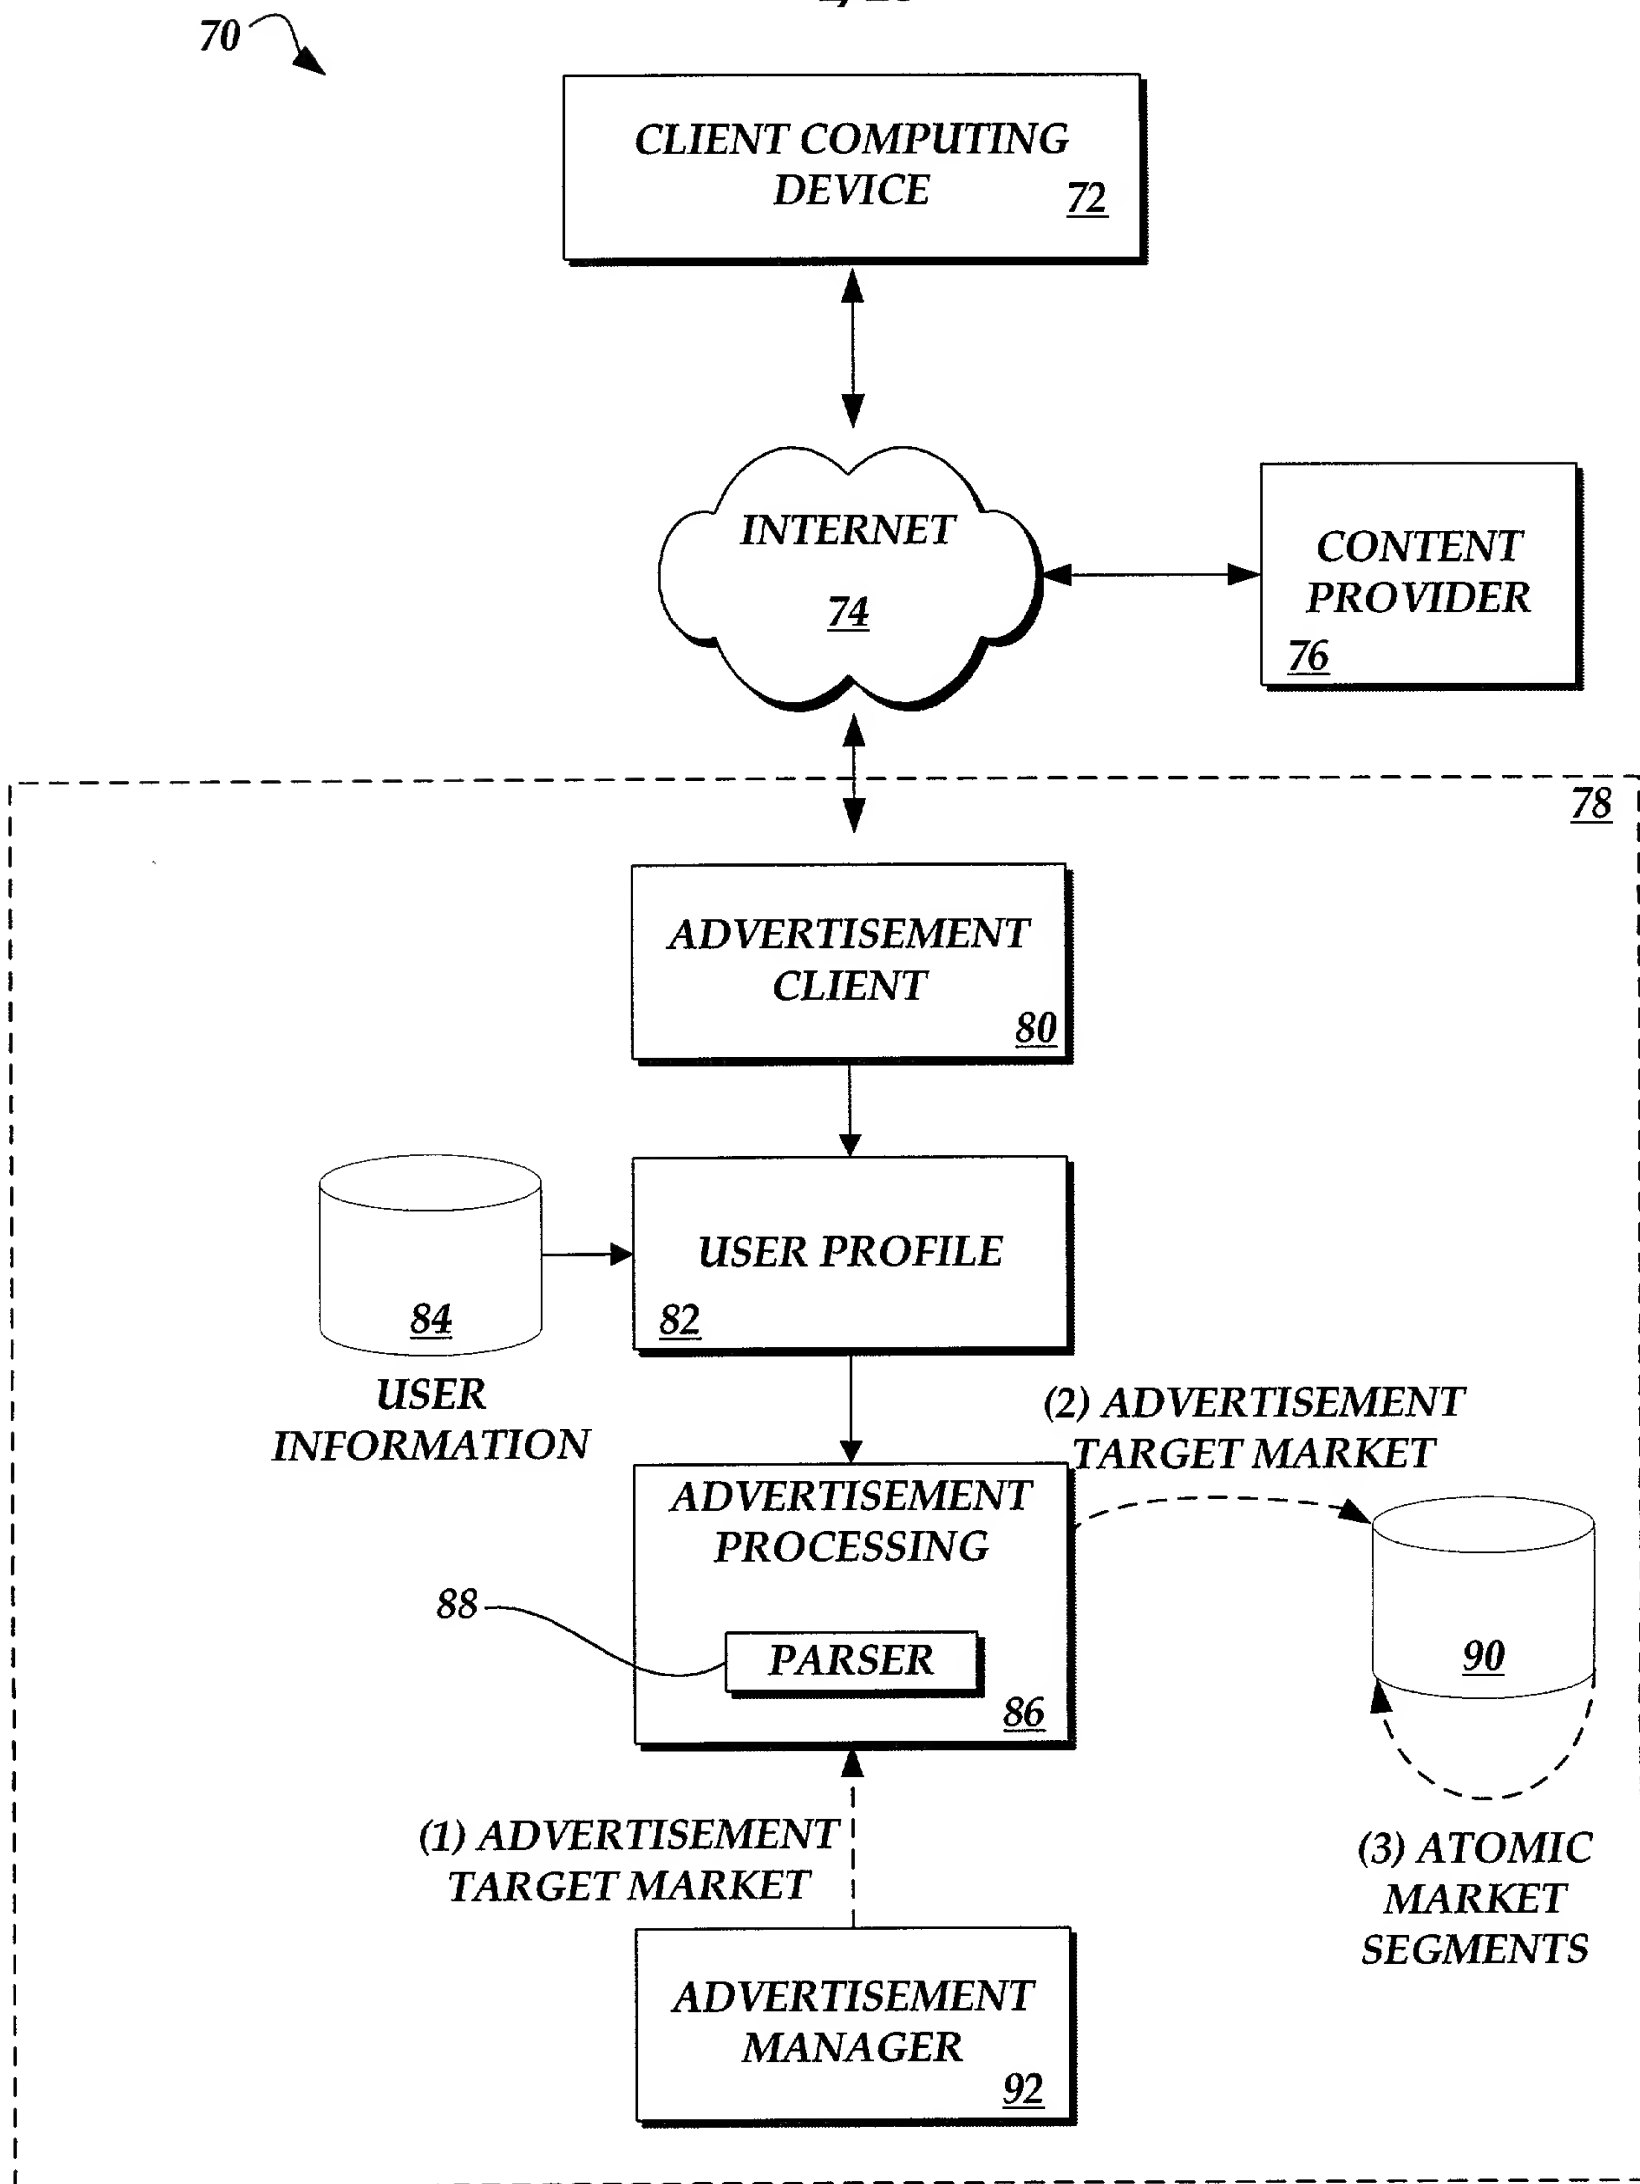 70
CLIENT COMPUTING
DEVICE
72
INTERNET
74
CONTENT
PROVIDER
76
78
ADVERTISEMENT
CLIENT
80
USER PROFILE
82
84
USER
INFORMATION
(2) ADVERTISEMENT
TARGET MARKET
ADVERTISEMENT
PROCESSING
88
PARSER
86
90
(1) ADVERTISEMENT
TARGET MARKET
(3) ATOMIC
MARKET
SEGMENTS
ADVERTISEMENT
MANAGER
92